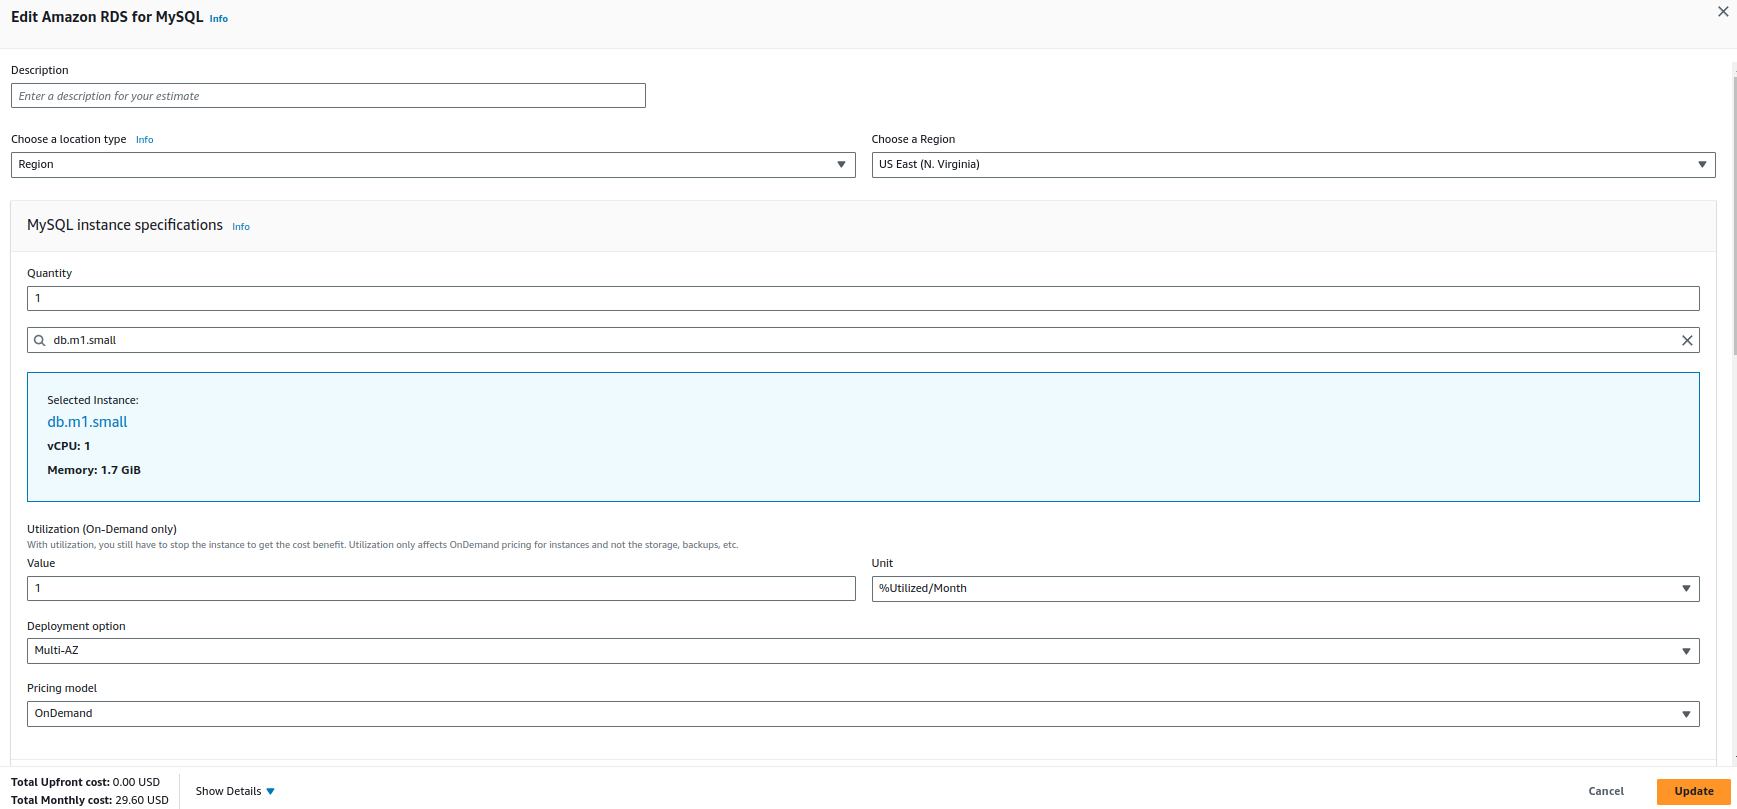 Edit Amazon RDS for MySQL Info
Description
Enter a description for your estimate
Choose a location type Info
Choose a Region
Region
US East (N. Virginia)
MySQL instance specifications Info
Quantity
1
db.m1.small
Selected Instance:
db.m1.small
vCPU: 1
Memory: 1.7 GiB
Utilization (On-Demand only)
With utilization, you still have to stop the instance to get the cost benefit. Utilization only affects OnDemand pricing for instances and not the storage, backups, etc.
Value
Unit
1
%Utilized/Month
Deployment option
Multi-AZ
Pricing model
OnDemand
Total Upfront cost: 0.00 USD
Total Monthly cost: 29.60 USD
Show Details
Cancel
Update